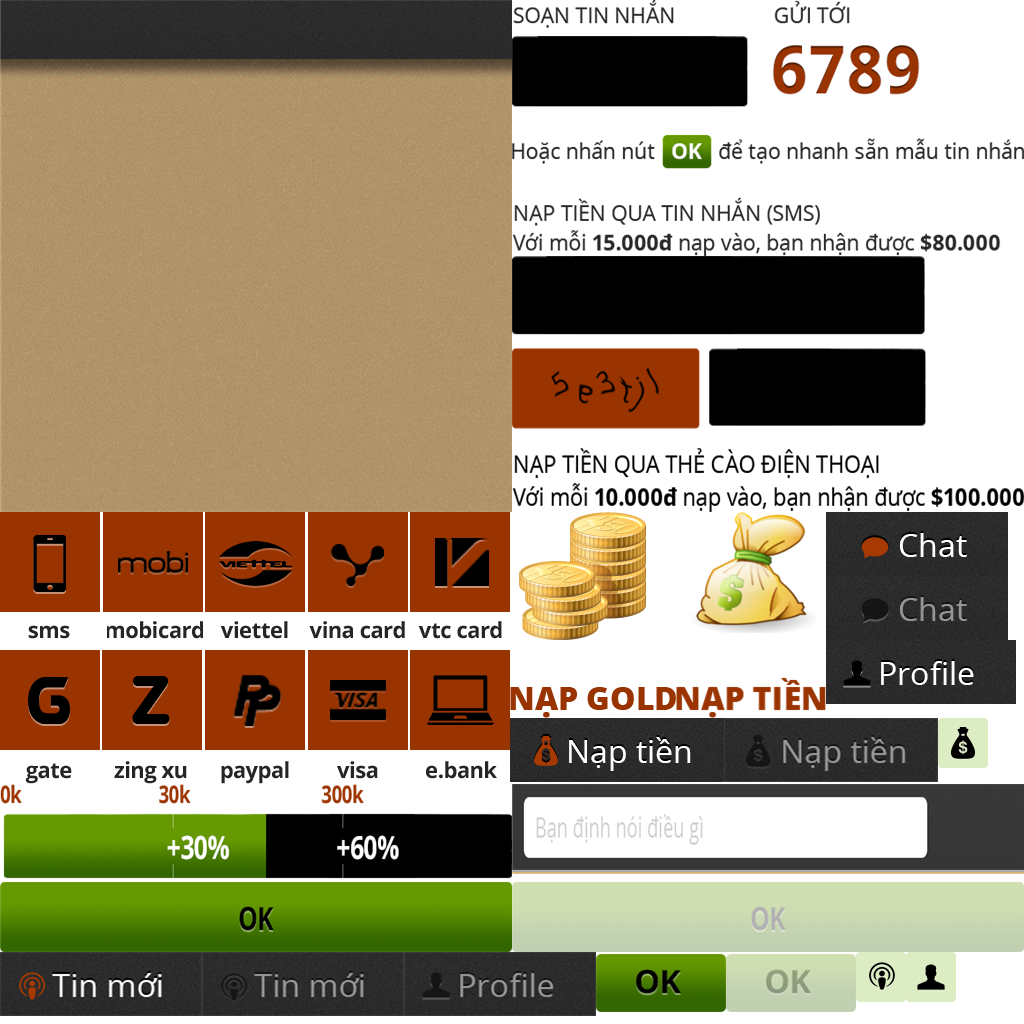 SOẠN TIN NHẮN
GỬI TỚI
6789
Hoặc nhấn nút OK để tạo nhanh sẵn mẫu tin nhắn
NẠP TIỀN QUA TIN NHẮN (SMS)
Với mỗi 15.000đ nạp vào, bạn nhận được $80.000
NẠP TIỀN QUA THẺ CÀO ĐIỆN THOẠI
Với mỗi 10.000đ nạp vào, bạn nhận được $100.000
mobi
VIETTEL
sms
mobicard
viettel
vina card
vtc card
G
Z
VISA
gate
zing xu
paypal
visa
e.bank
Chat
Chat
Profile
NẠP GOLD
NẠP TIỀN
Nạp tiền
Nạp tiền
0k
30k
300k
+30%
+60%
Bạn định nói điều gì
OK
OK
Tin mới
Tin mới
Profile
OK
OK